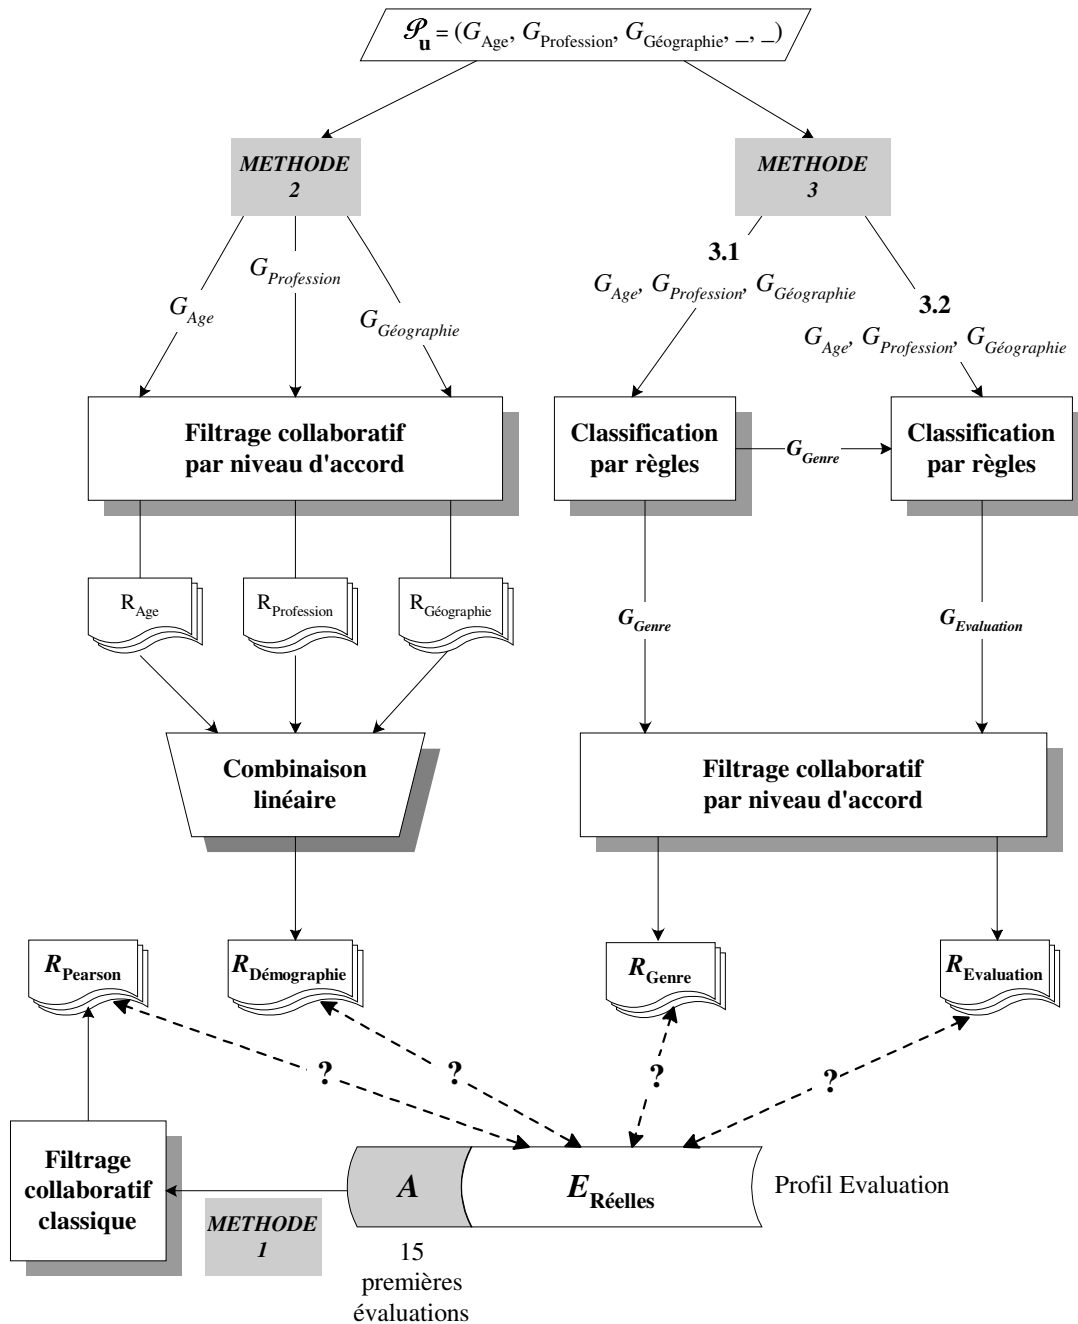 𝒫u = (GAge, GProfession, GGéographie, _, _)
METHODE
2
METHODE
3
GAge
GProfession
GGéographie
3.1
GAge, GProfession, GGéographie
3.2
GAge, GProfession, GGéographie
Filtrage collaboratif
par niveau d'accord
Classification
par règles
GGenre
Classification
par règles
RAge
RProfession
RGéographie
GGenre
GEvaluation
Combinaison
linéaire
Filtrage collaboratif
par niveau d'accord
RPearson
RDémographie
RGenre
REvaluation
?
?
?
?
Filtrage
collaboratif
classique
METHODE
1
A
ERéelles
Profil Evaluation
15
premières
évaluations